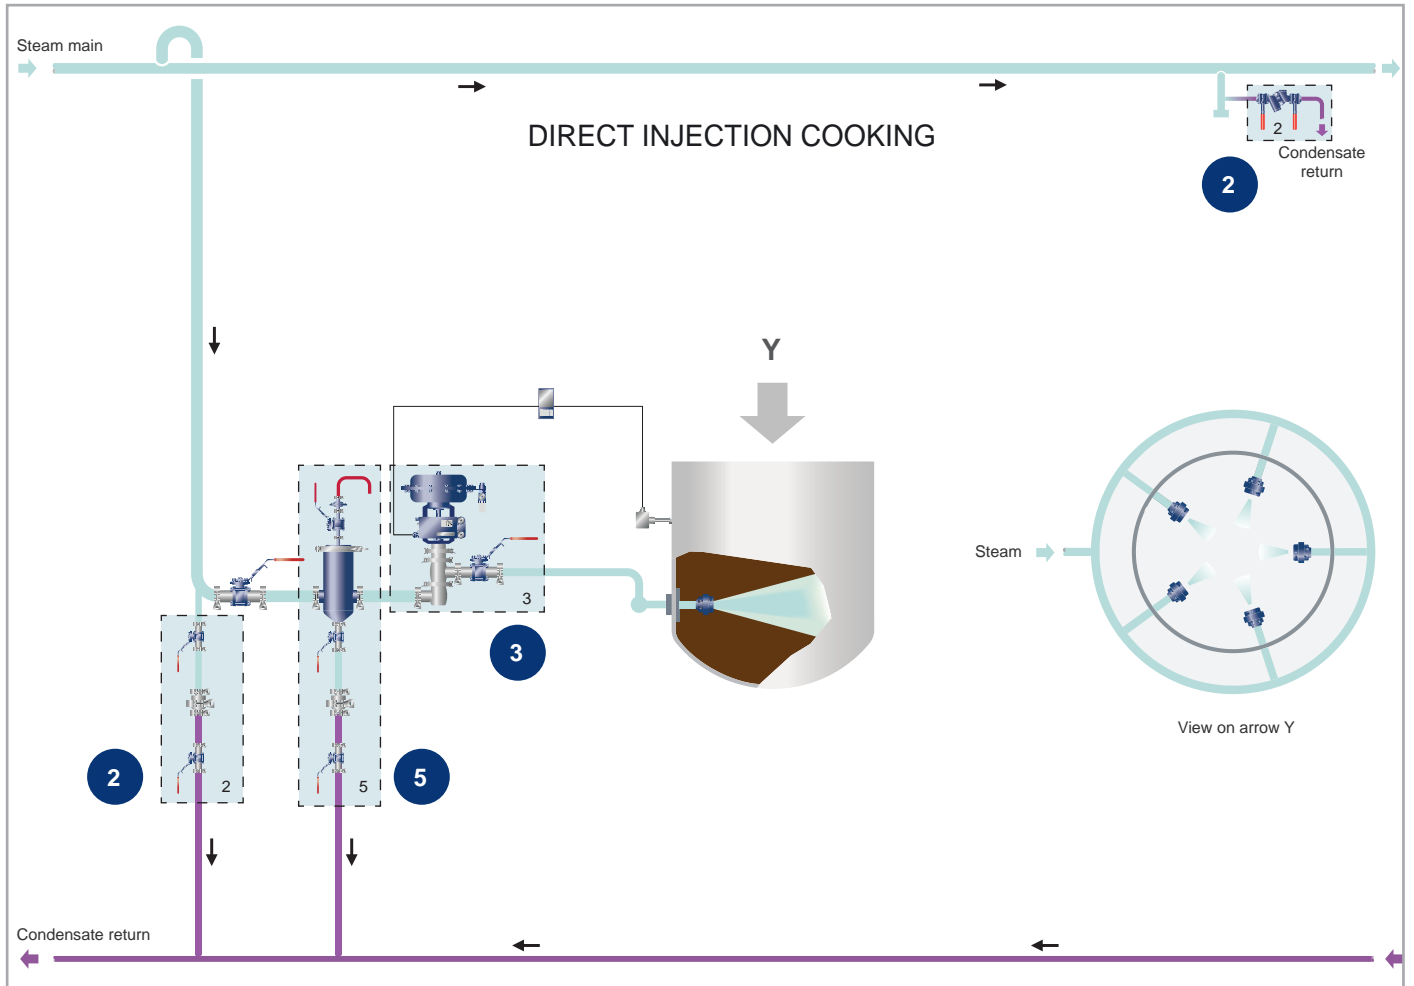 Steam main
DIRECT INJECTION COOKING
2
Condensate
return
2
Y
Steam
3
3
View on arrow Y
2
2
5
5
Condensate return